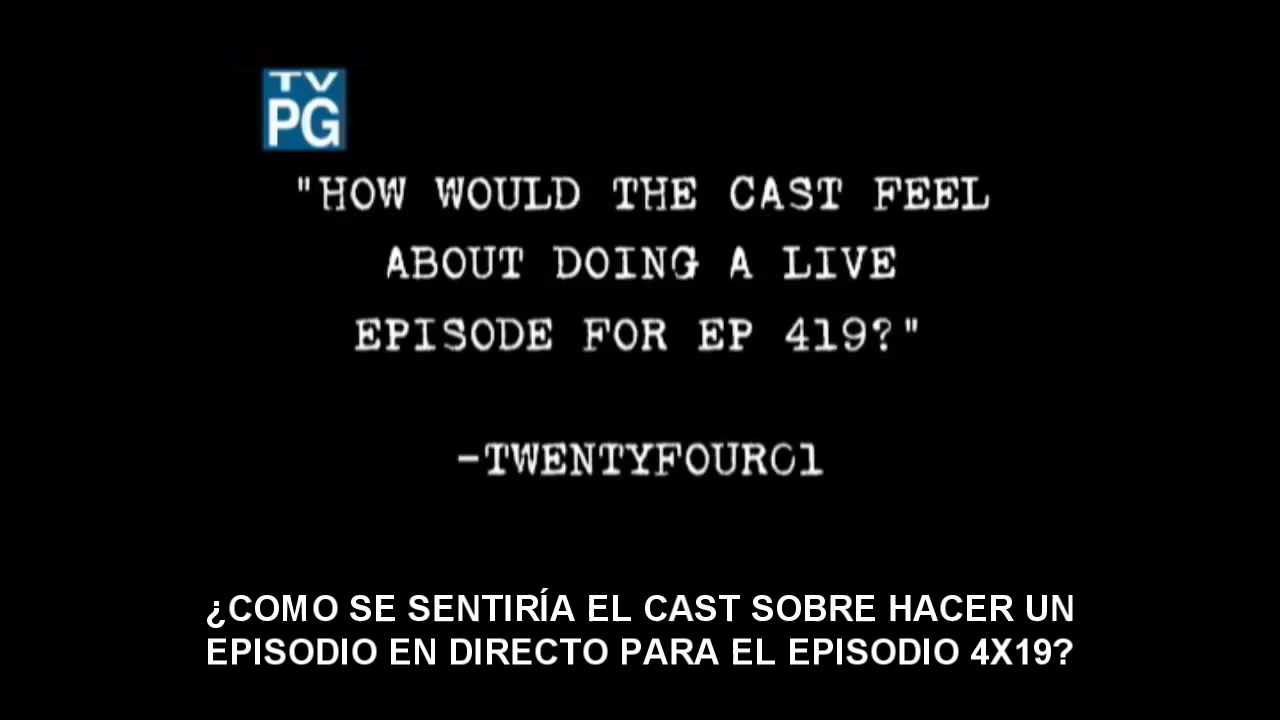 TV
PG
"HOW WOULD THE CAST FEEL
ABOUT DOING A LIVE
EPISODE FOR EP 419?"
-TWENTYFOUR01
¿COMO SE SENTIRÍA EL CAST SOBRE HACER UN
EPISODIO EN DIRECTO PARA EL EPISODIO 4X19?